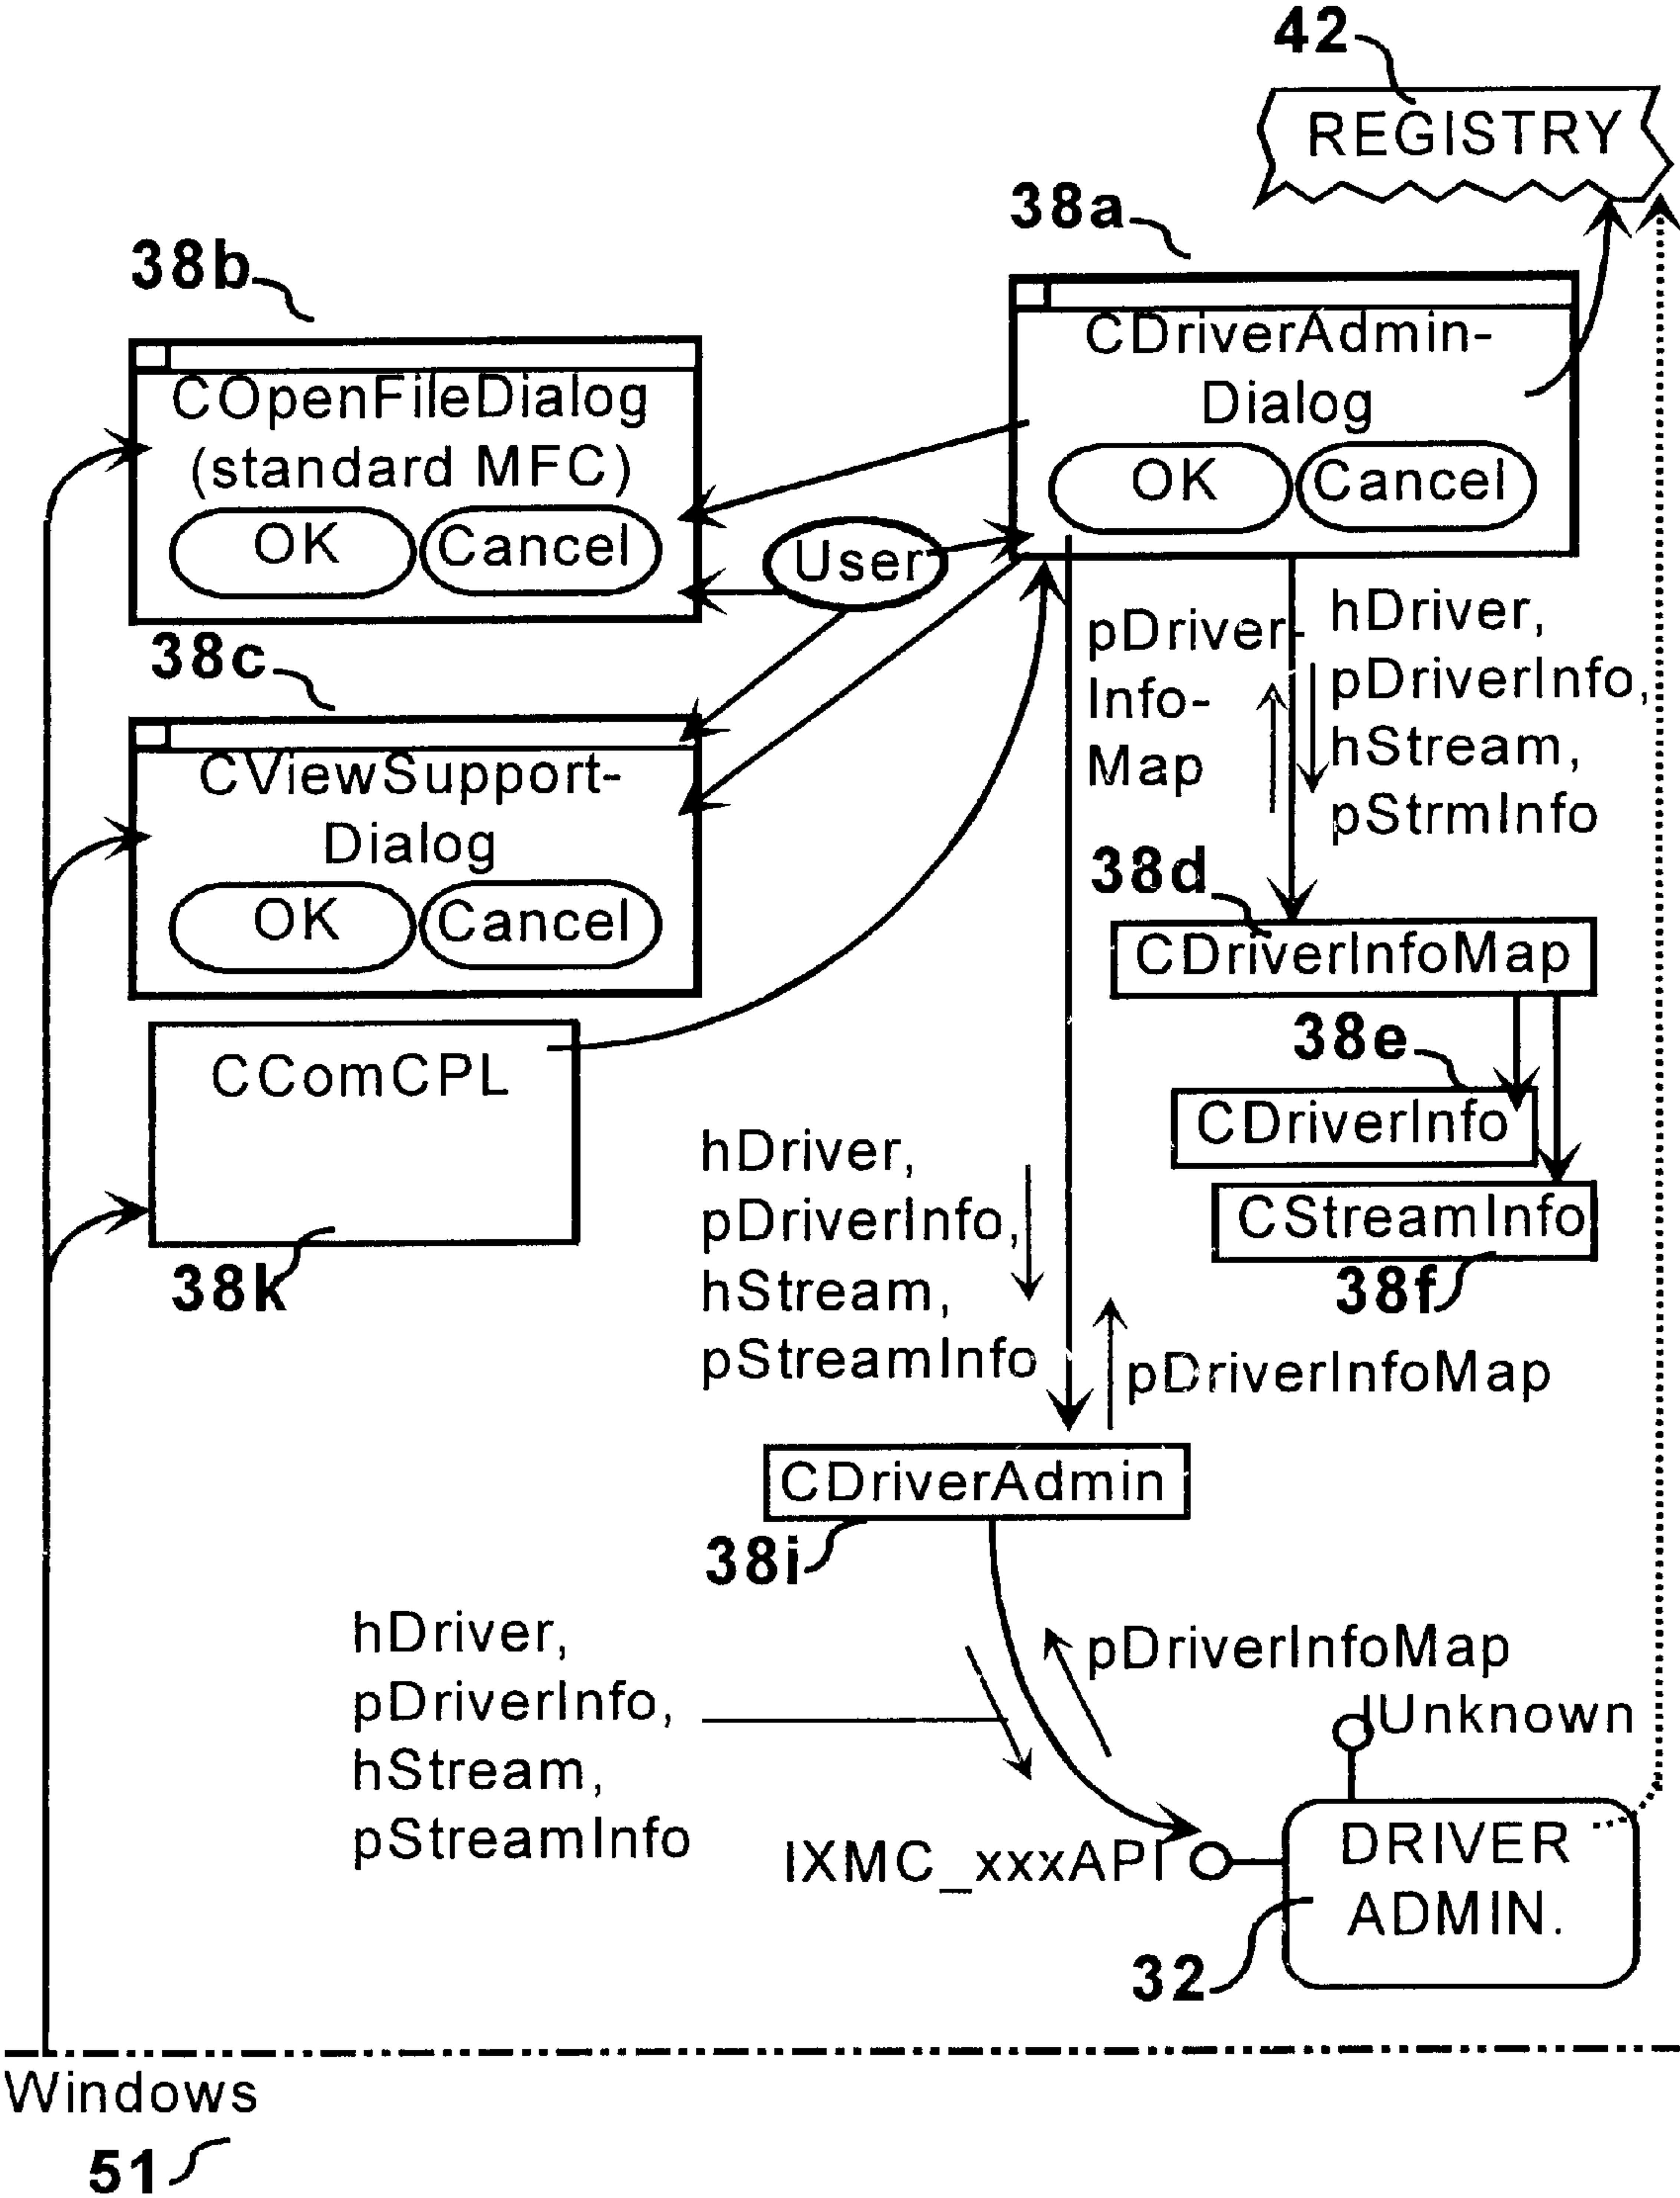 42
REGISTRY
38a
38b
CDriverAdmin-
Dialog
OK
Cancel
COpenFileDialog
(standard MFC)
OK
Cancel
User
38c
pDriver-
Info-
Map
hDriver,
pDriverInfo,
hStream,
pStrmInfo
CViewSupport-
Dialog
OK
Cancel
38d
CDriverInfoMap
38e
CDriverInfo
CStreamInfo
38f
CComCPL
38k
hDriver,
pDriverInfo,
hStream,
pStreamInfo
pDriverInfoMap
CDriverAdmin
38i
hDriver,
pDriverInfo,
hStream,
pStreamInfo
pDriverInfoMap
IUnknown
IXMC_xxxAPI
DRIVER
ADMIN.
32
Windows
51